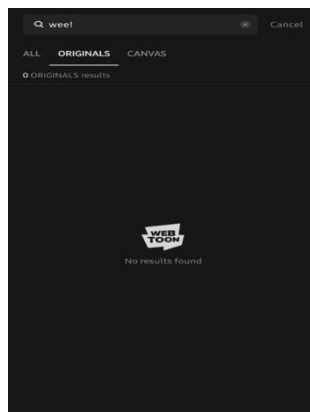 wee! Cancel
ALL ORIGINALS CANVAS
0 ORIGINALS results
WEB
TOON
No results found